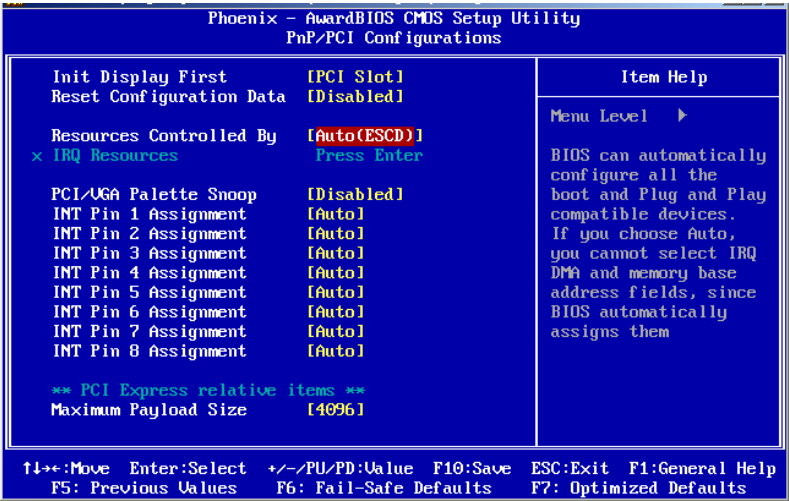 Phoenix - AwardBIOS CMOS Setup Utility
PnP/PCI Configurations
Init Display First [PCI Slot]
Reset Configuration Data [Disabled]
Resources Controlled By [Auto(ESCD)]
x IRQ Resources Press Enter
PCI/VGA Palette Snoop [Disabled]
INT Pin 1 Assignment [Auto]
INT Pin 2 Assignment [Auto]
INT Pin 3 Assignment [Auto]
INT Pin 4 Assignment [Auto]
INT Pin 5 Assignment [Auto]
INT Pin 6 Assignment [Auto]
INT Pin 7 Assignment [Auto]
INT Pin 8 Assignment [Auto]
** PCI Express relative items **
Maximum Payload Size [4096]
Item Help
Menu Level ▶
BIOS can automatically
configure all the
boot and Plug and Play
compatible devices.
If you choose Auto,
you cannot select IRQ
DMA and memory base
address fields, since
BIOS automatically
assigns them
↑↓→←:Move Enter:Select +/-/PU/PD:Value F10:Save ESC:Exit F1:General Help
F5: Previous Values F6: Fail-Safe Defaults F7: Optimized Defaults